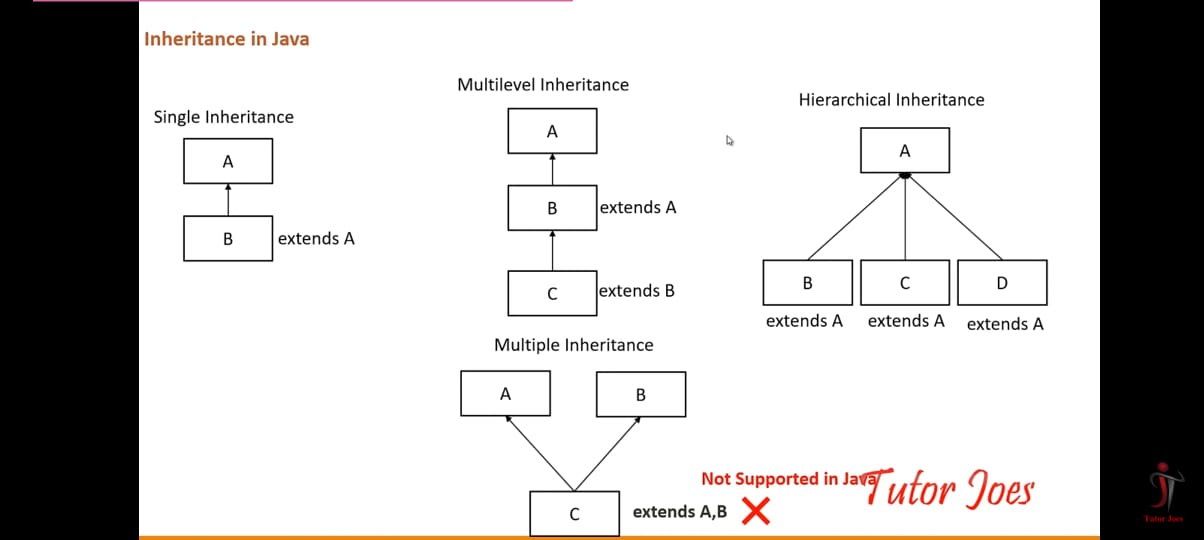 Inheritance in Java
Single Inheritance
A
B
extends A
Multilevel Inheritance
A
B
extends A
C
extends B
Hierarchical Inheritance
A
B
C
D
extends A
extends A
extends A
Multiple Inheritance
A
B
C
extends A,B
Not Supported in Java
Tutor Joes
Tutor Joes